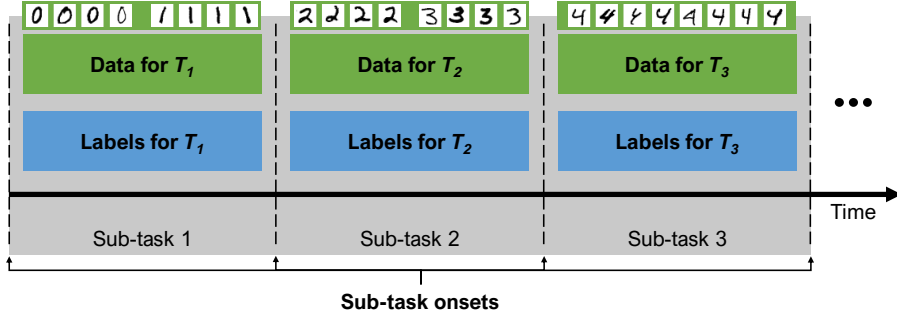 0 0 0 0 1 1 1 1 2 2 2 2 3 3 3 3 4 4 4 4 4 4 4 4
Data for T1 Data for T2 Data for T3
Labels for T1 Labels for T2 Labels for T3
Time
Sub-task 1 Sub-task 2 Sub-task 3
Sub-task onsets